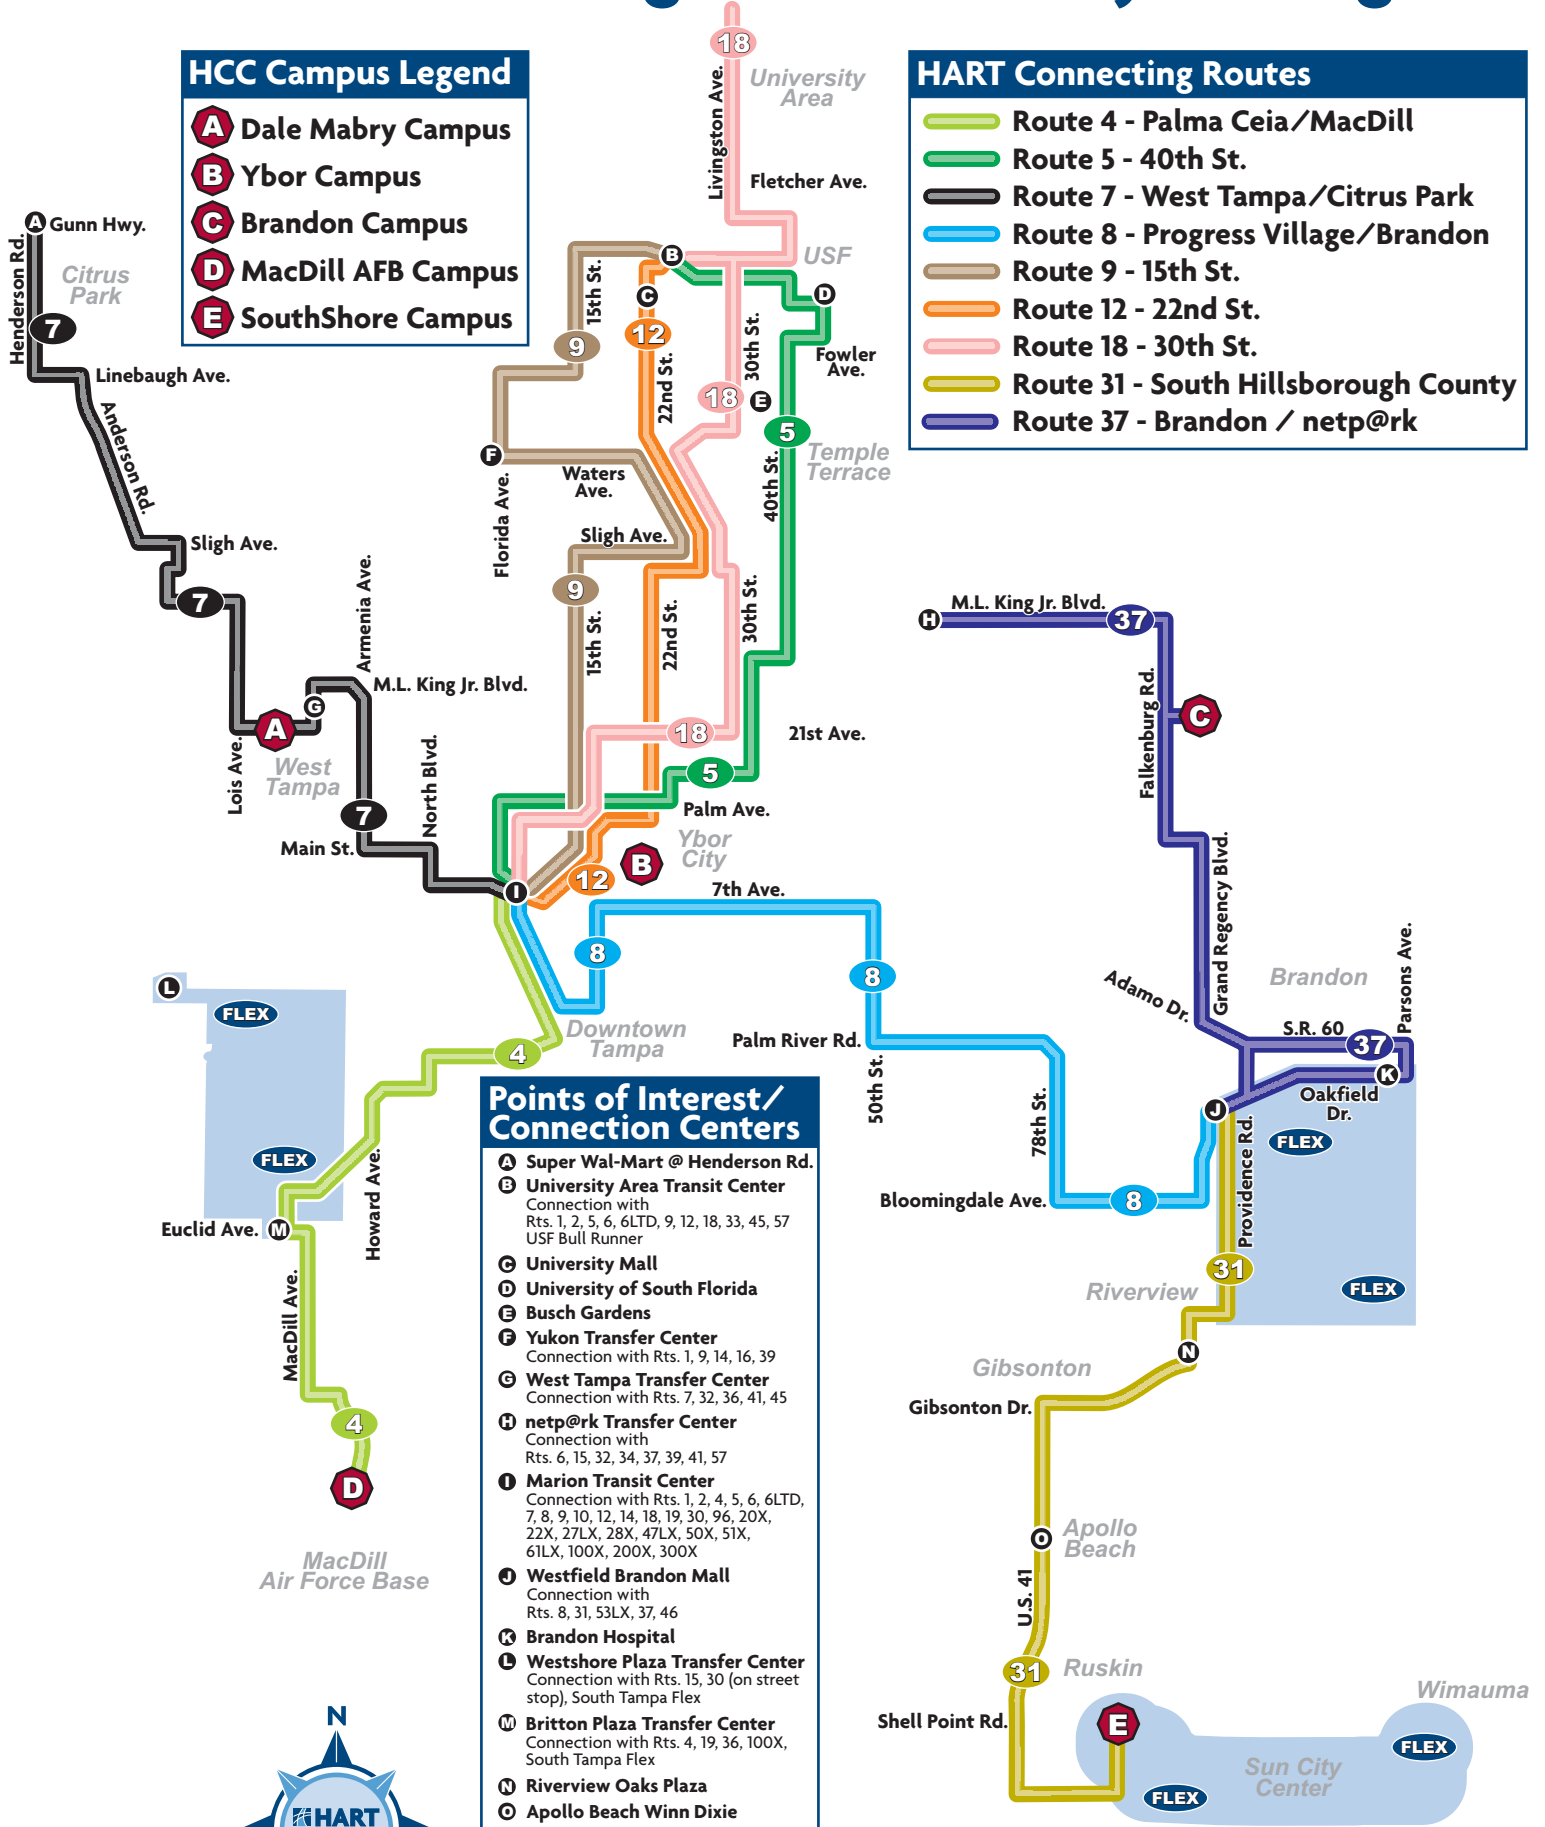 HCC Campus Legend
A Dale Mabry Campus
B Ybor Campus
C Brandon Campus
D MacDill AFB Campus
E SouthShore Campus
HART Connecting Routes
Route 4 - Palma Ceia/MacDill
Route 5 - 40th St.
Route 7 - West Tampa/Citrus Park
Route 8 - Progress Village/Brandon
Route 9 - 15th St.
Route 12 - 22nd St.
Route 18 - 30th St.
Route 31 - South Hillsborough County
Route 37 - Brandon / netp@rk
18
University
Area
Livingston Ave.
Fletcher Ave.
A Gunn Hwy.
Henderson Rd.
Citrus
Park
7
Linebaugh Ave.
Anderson Rd.
Sligh Ave.
7
Armenia Ave.
M.L. King Jr. Blvd.
G
A
Lois Ave.
West
Tampa
7
North Blvd.
Main St.
B
USF
C
D
15th St.
9
12
30th St.
Fowler
Ave.
22nd St.
18
E
5
Temple
Terrace
F
Waters
Ave.
40th St.
Florida Ave.
Sligh Ave.
9
15th St.
22nd St.
30th St.
18
21st Ave.
5
Palm Ave.
Ybor
City
B
12
I
7th Ave.
8
8
H
M.L. King Jr. Blvd.
37
Falkenburg Rd.
C
Grand Regency Blvd.
Adamo Dr.
Brandon
Parsons Ave.
S.R. 60
37
K
Oakfield
Dr.
J
FLEX
Providence Rd.
Palm River Rd.
50th St.
78th St.
Bloomingdale Ave.
8
31
FLEX
Riverview
N
Gibsonton
Gibsonton Dr.
O
Apollo
Beach
U.S. 41
31
Ruskin
Shell Point Rd.
E
Wimauma
FLEX
Sun City
Center
FLEX
L
FLEX
Downtown
Tampa
4
FLEX
Howard Ave.
Euclid Ave.
M
MacDill Ave.
4
D
MacDill
Air Force Base
N
HART
Points of Interest/
Connection Centers
A Super Wal-Mart @ Henderson Rd.
B University Area Transit Center
Connection with
Rts. 1, 2, 5, 6, 6LTD, 9, 12, 18, 33, 45, 57
USF Bull Runner
C University Mall
D University of South Florida
E Busch Gardens
F Yukon Transfer Center
Connection with Rts. 1, 9, 14, 16, 39
G West Tampa Transfer Center
Connection with Rts. 7, 32, 36, 41, 45
H netp@rk Transfer Center
Connection with
Rts. 6, 15, 32, 34, 37, 39, 41, 57
I Marion Transit Center
Connection with Rts. 1, 2, 4, 5, 6, 6LTD,
7, 8, 9, 10, 12, 14, 18, 19, 30, 96, 20X,
22X, 27LX, 28X, 47LX, 50X, 51X,
61LX, 100X, 200X, 300X
J Westfield Brandon Mall
Connection with
Rts. 8, 31, 53LX, 37, 46
K Brandon Hospital
L Westshore Plaza Transfer Center
Connection with Rts. 15, 30 (on street
stop), South Tampa Flex
M Britton Plaza Transfer Center
Connection with Rts. 4, 19, 36, 100X,
South Tampa Flex
N Riverview Oaks Plaza
O Apollo Beach Winn Dixie